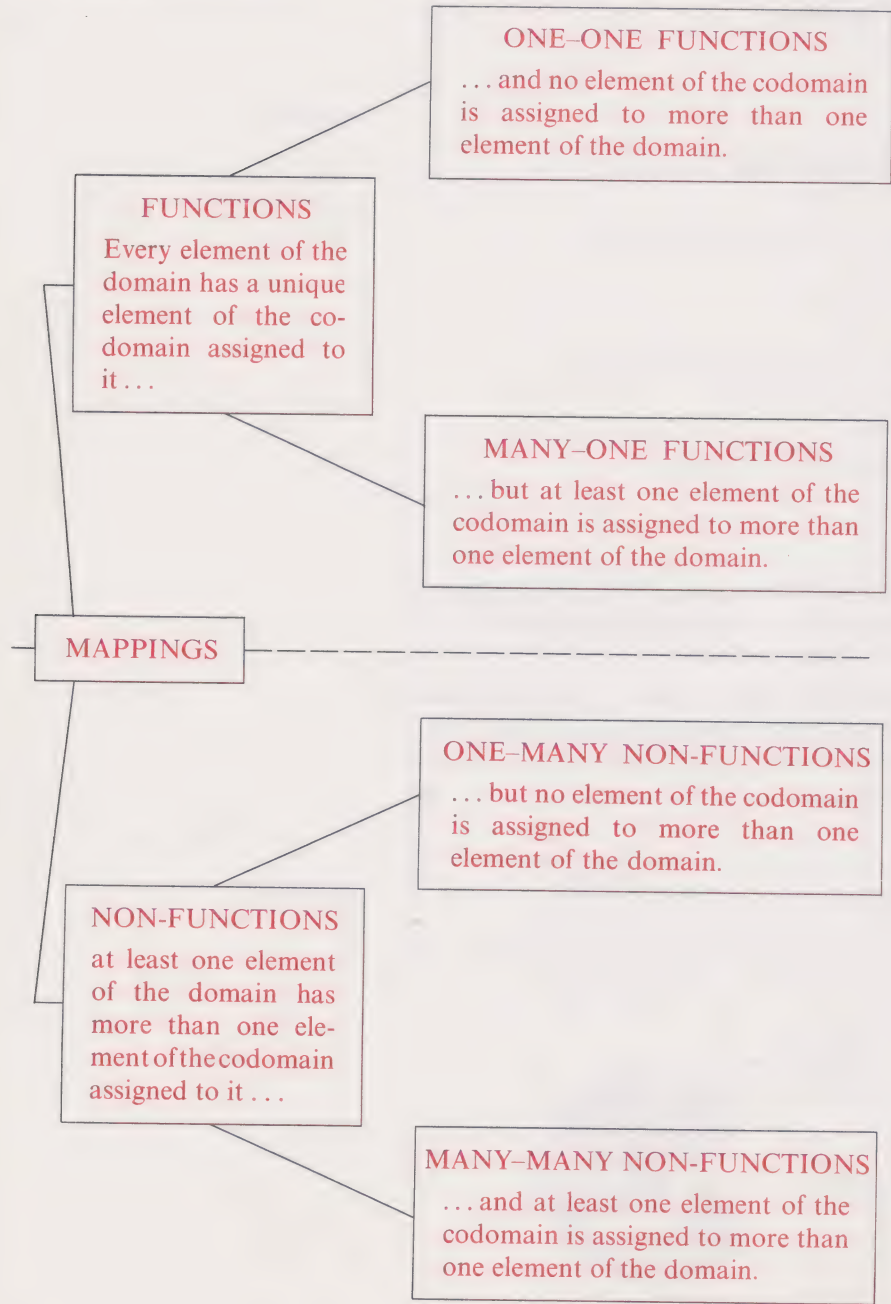 ONE–ONE FUNCTIONS
...and no element of the codomain
is assigned to more than one
element of the domain.
FUNCTIONS
Every element of the
domain has a unique
element of the co-
domain assigned to
it...
MANY–ONE FUNCTIONS
...but at least one element of the
codomain is assigned to more than
one element of the domain.
MAPPINGS
ONE–MANY NON-FUNCTIONS
...but no element of the codomain
is assigned to more than one
element of the domain.
NON-FUNCTIONS
at least one element
of the domain has
more than one ele-
ment of the codomain
assigned to it...
MANY–MANY NON-FUNCTIONS
...and at least one element of the
codomain is assigned to more than
one element of the domain.